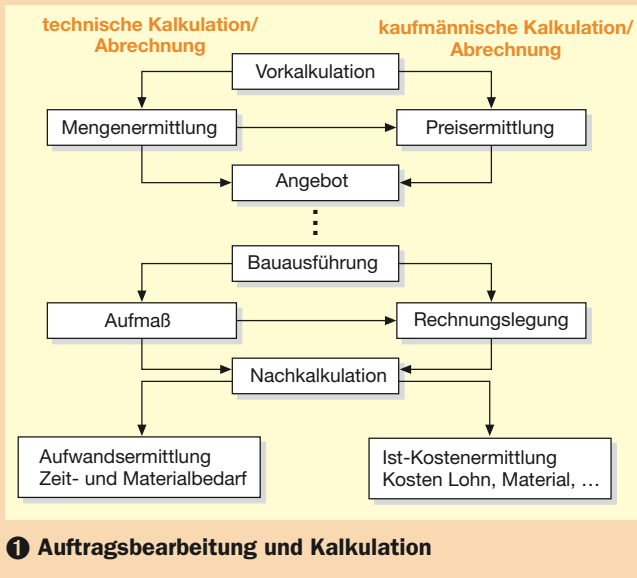 technische Kalkulation/
Abrechnung
kaufmännische Kalkulation/
Abrechnung
Vorkalkulation
Mengenermittlung
Preisermittlung
Angebot
Bauausführung
Aufmaß
Rechnungslegung
Nachkalkulation
Aufwandsermittlung
Zeit- und Materialbedarf
Ist-Kostenermittlung
Kosten Lohn, Material, …
❶ Auftragsbearbeitung und Kalkulation